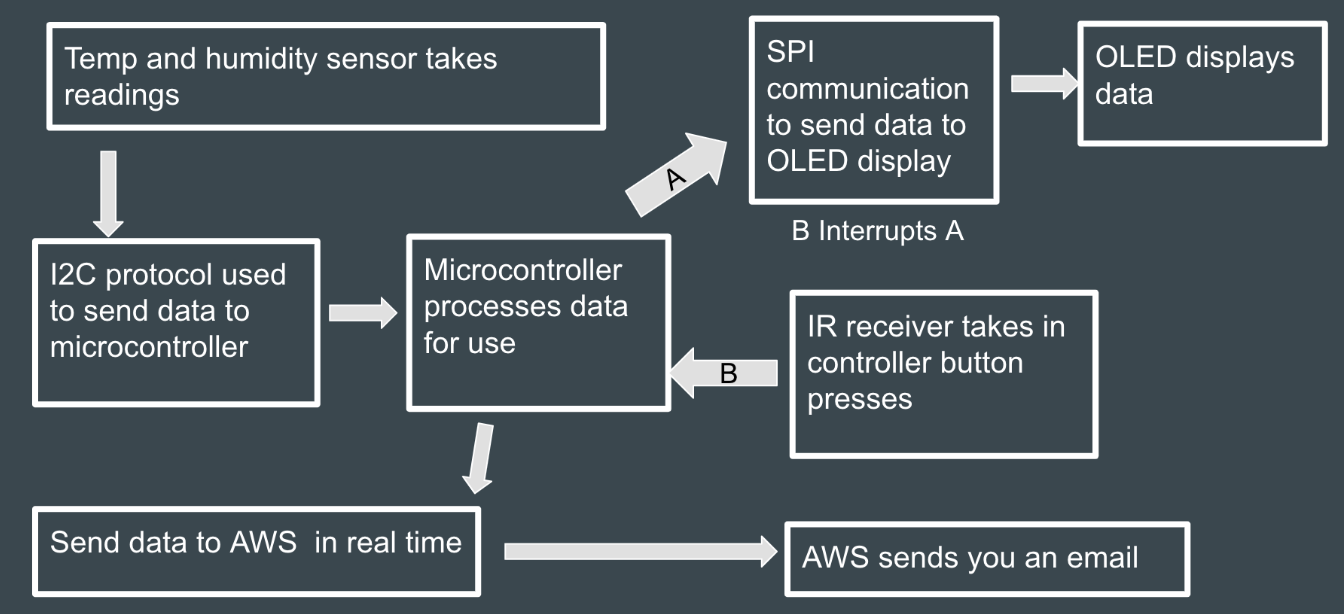 Temp and humidity sensor takes
readings
SPI
communication
to send data to
OLED display
OLED displays
data
A
B Interrupts A
I2C protocol used
to send data to
microcontroller
Microcontroller
processes data
for use
B
IR receiver takes in
controller button
presses
Send data to AWS  in real time
AWS sends you an email